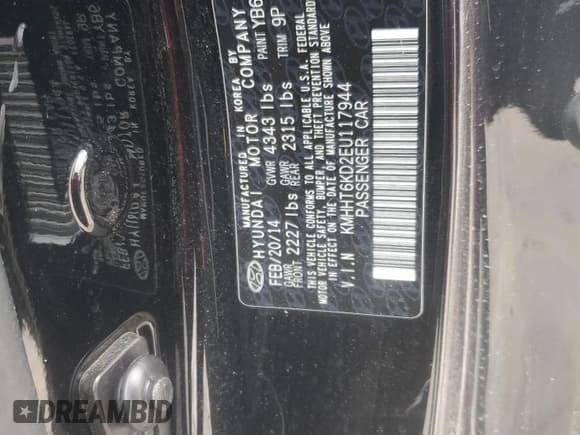 MANUFACTURED IN KOREA BY
HYUNDAI MOTOR COMPANY
FEB/20/14 GVWR 4343 lbs PAINT YB6
GAWR FRONT 2227 lbs GAWR REAR 2315 lbs TRIM 9P
THIS VEHICLE CONFORMS TO ALL APPLICABLE U.S.A. FEDERAL
MOTOR VEHICLE SAFETY, BUMPER, AND THEFT PREVENTION STANDARDS
IN EFFECT ON THE DATE OF MANUFACTURE SHOWN ABOVE
V.I.N KMHHT6KD2EU117944
PASSENGER CAR
DREAMBID